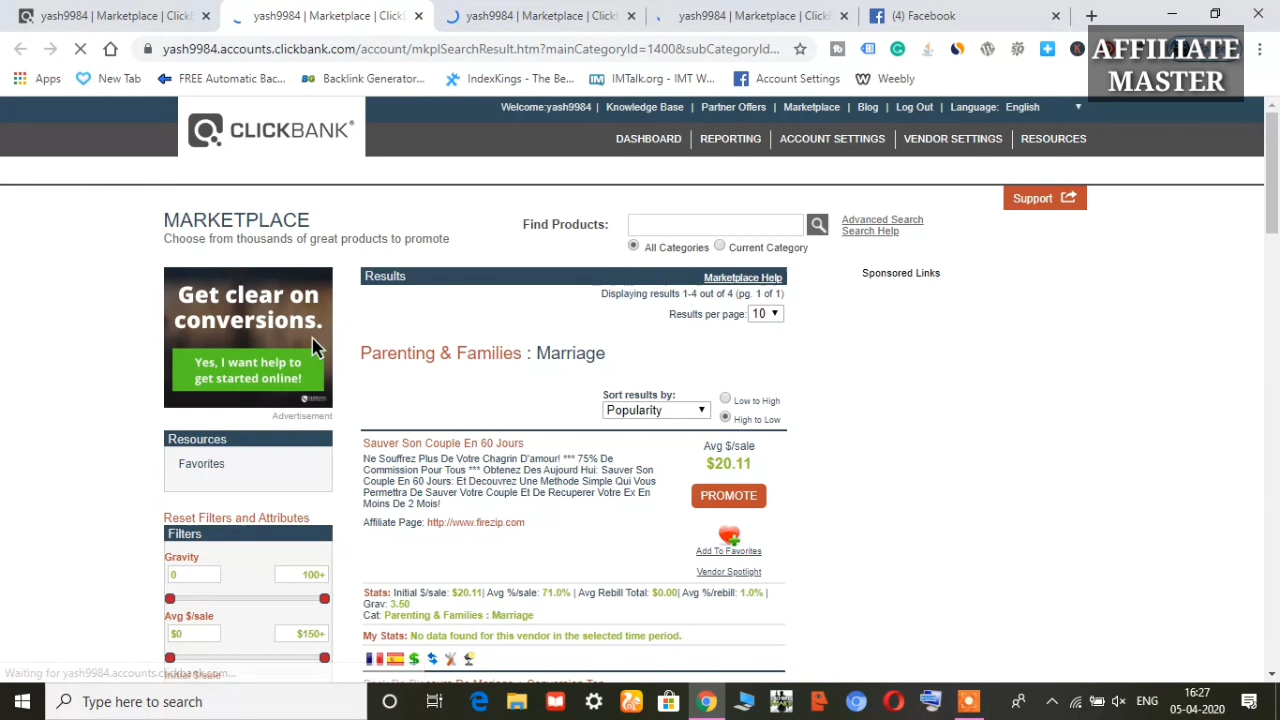 yash9984 | Marketplace | ClickB
yash9984 | Marketplace | ClickB
yash9984 | Marketplace | ClickB
yash9984 | Marketplace | ClickB
(4) Facebook
yash9984.accounts.clickbank.com/account/mkplSearchResult.htm?mainCategoryId=1400&subCategoryId...
AFFILIATE
MASTER
Apps
New Tab
FREE Automatic Bac...
Backlink Generator...
IndexKings - The Be...
IMTalk.org - IMT W...
Account Settings
Weebly
Welcome:yash9984 | Knowledge Base | Partner Offers | Marketplace | Blog | Log Out | Language: English
CLICKBANK®
DASHBOARD | REPORTING | ACCOUNT SETTINGS | VENDOR SETTINGS | RESOURCES
Support
MARKETPLACE
Choose from thousands of great products to promote
Find Products:
Advanced Search
Search Help
All Categories Current Category
Get clear on
conversions.
Yes, I want help to
get started online!
Advertisement
Results Marketplace Help
Displaying results 1-4 out of 4 (pg. 1 of 1)
Results per page: 10
Sponsored Links
Parenting & Families : Marriage
Sort results by:
Popularity
Low to High
High to Low
Resources
Favorites
Reset Filters and Attributes
Filters
Gravity
0 100+
Avg $/sale
$0 $150+
Initial $/sale
Sauver Son Couple En 60 Jours
Ne Souffrez Plus De Votre Chagrin D'amour! *** 75% De
Commission Pour Tous *** Obtenez Des Aujourd Hui: Sauver Son
Couple En 60 Jours: Et Decouvrez Une Methode Simple Qui Vous
Permettra De Sauver Votre Couple Et De Recuperer Votre Ex En
Moins De 2 Mois!
Affiliate Page: http://www.firezip.com
Avg $/sale
$20.11
PROMOTE
Add To Favorites
Vendor Spotlight
Stats: Initial $/sale: $20.11| Avg %/sale: 71.0% | Avg Rebill Total: $0.00| Avg %/rebill: 1.0% |
Grav: 3.50
Cat: Parenting & Families : Marriage
My Stats: No data found for this vendor in the selected time period.
Waiting for yash9984.accounts.clickbank.com...
Type here to search
ENG
16:27
05-04-2020